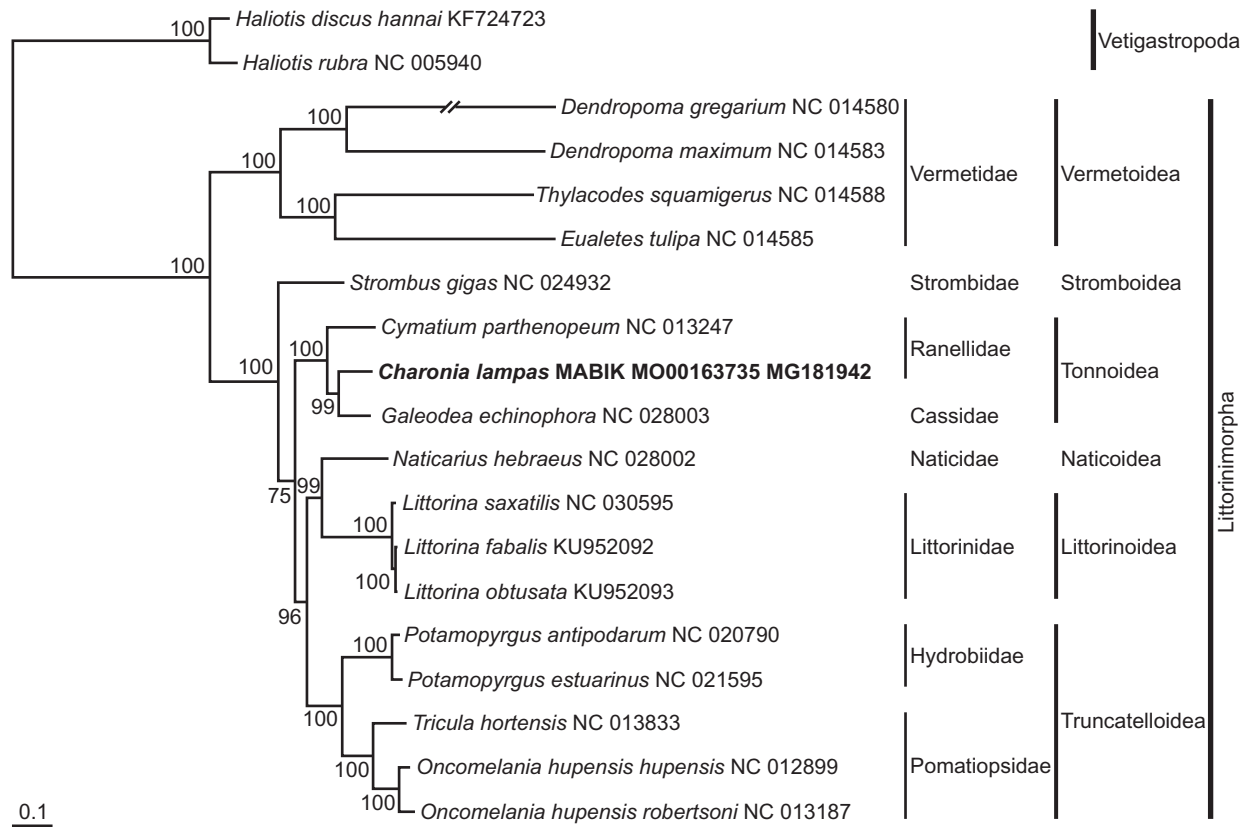 100
Haliotis discus hannai KF724723
Haliotis rubra NC 005940
Vetigastropoda
100
Dendropoma gregarium NC 014580
100
Dendropoma maximum NC 014583
100
Thylacodes squamigerus NC 014588
Eualetes tulipa NC 014585
Vermetidae
Vermetoidea
100
100
Strombus gigas NC 024932
Strombidae
Stromboidea
100
Cymatium parthenopeum NC 013247
Charonia lampas MABIK MO00163735 MG181942
Ranellidae
99
Galeodea echinophora NC 028003
Cassidae
Tonnoidea
75
99
Naticarius hebraeus NC 028002
Naticidae
Naticoidea
100
Littorina saxatilis NC 030595
Littorina fabalis KU952092
100
Littorina obtusata KU952093
Littorinidae
Littorinoidea
96
100
Potamopyrgus antipodarum NC 020790
Potamopyrgus estuarinus NC 021595
Hydrobiidae
100
Tricula hortensis NC 013833
100
Oncomelania hupensis hupensis NC 012899
100
Oncomelania hupensis robertsoni NC 013187
Pomatiopsidae
Truncatelloidea
Littorinimorpha
0.1